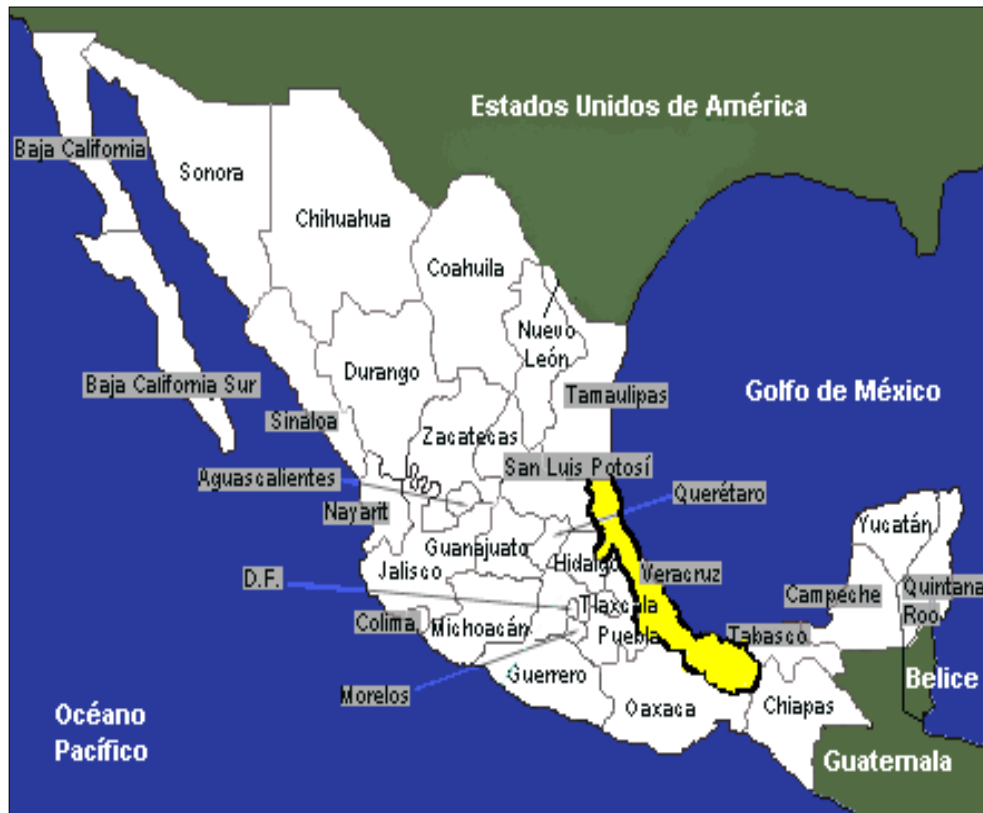 Estados Unidos de América
Baja California
Sonora
Chihuahua
Coahuila
Nuevo
León
Durango
Baja California Sur
Tamaulipas
Golfo de México
Sinaloa
Zacatecas
San Luis Potosí
Aguascalientes
Querétaro
Nayarit
Yucatán
Guanajuato
Hidalgo
Jalisco
Veracruz
D.F.
Campeche
Quintana
Roo
Tlaxcala
Colima
Michoacán
Puebla
Tabasco
Guerrero
Belice
Morelos
Océano
Pacífico
Oaxaca
Chiapas
Guatemala